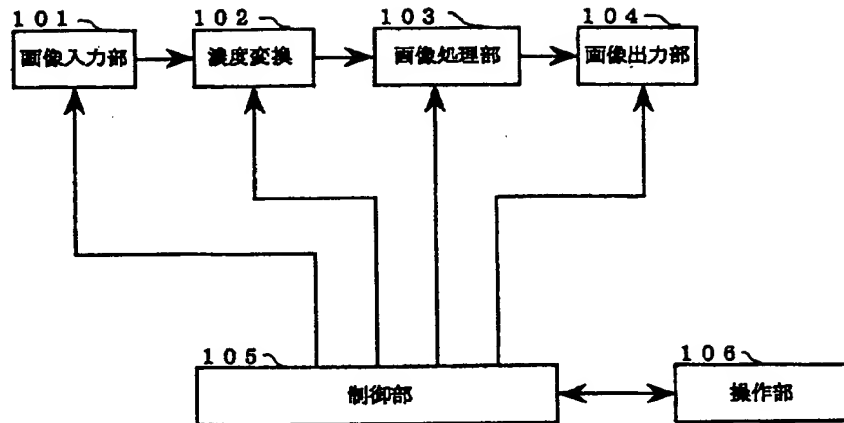 １０１ １０２ １０３ １０４
画像入力部 濃度変換 画像処理部 画像出力部
１０５ １０６
制御部 操作部